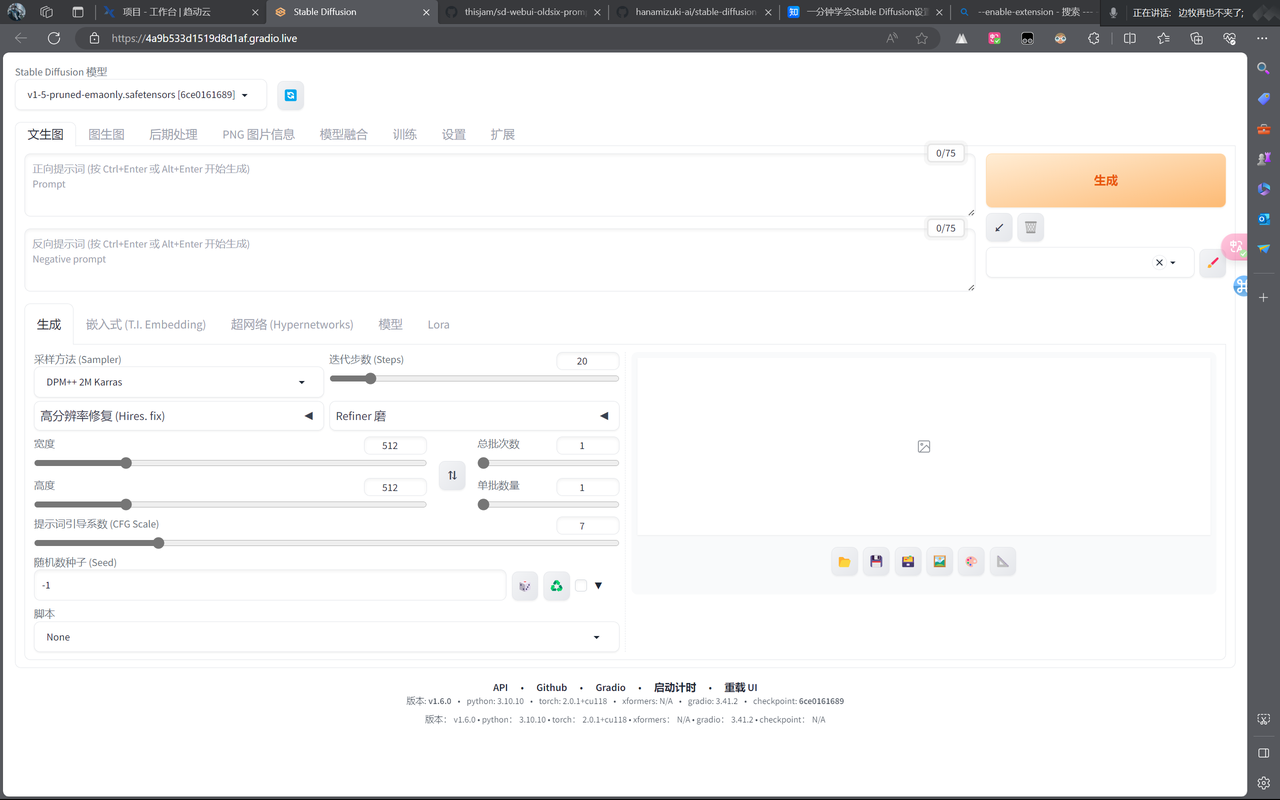 项目 - 工作台 | 趋动云
Stable Diffusion
thisjam/sd-webui-oldsix-prom
hanamizuki-ai/stable-diffusion
知 一分钟学会Stable Diffusion设
--enable-extension - 搜索
正在讲话: 边牧再也不夹了;
https://4a9b533d1519d8d1af.gradio.live
Stable Diffusion 模型
v1-5-pruned-emaonly.safetensors [6ce0161689]
文生图 图生图 后期处理 PNG 图片信息 模型融合 训练 设置 扩展
0/75
正向提示词 (按 Ctrl+Enter 或 Alt+Enter 开始生成)
Prompt
生成
0/75
反向提示词 (按 Ctrl+Enter 或 Alt+Enter 开始生成)
Negative prompt
生成 嵌入式 (T.I. Embedding) 超网络 (Hypernetworks) 模型 Lora
采样方法 (Sampler)
DPM++ 2M Karras
迭代步数 (Steps)
20
高分辨率修复 (Hires. fix)
Refiner 磨
宽度
512
总批次数
1
高度
512
单批数量
1
提示词引导系数 (CFG Scale)
7
随机数种子 (Seed)
-1
脚本
None
API • Github • Gradio • 启动计时 • 重载 UI
版本: v1.6.0 • python: 3.10.10 • torch: 2.0.1+cu118 • xformers: N/A • gradio: 3.41.2 • checkpoint: 6ce0161689
版本： v1.6.0 • python： 3.10.10 • torch： 2.0.1+cu118 • xformers： N/A • gradio： 3.41.2 • checkpoint： N/A